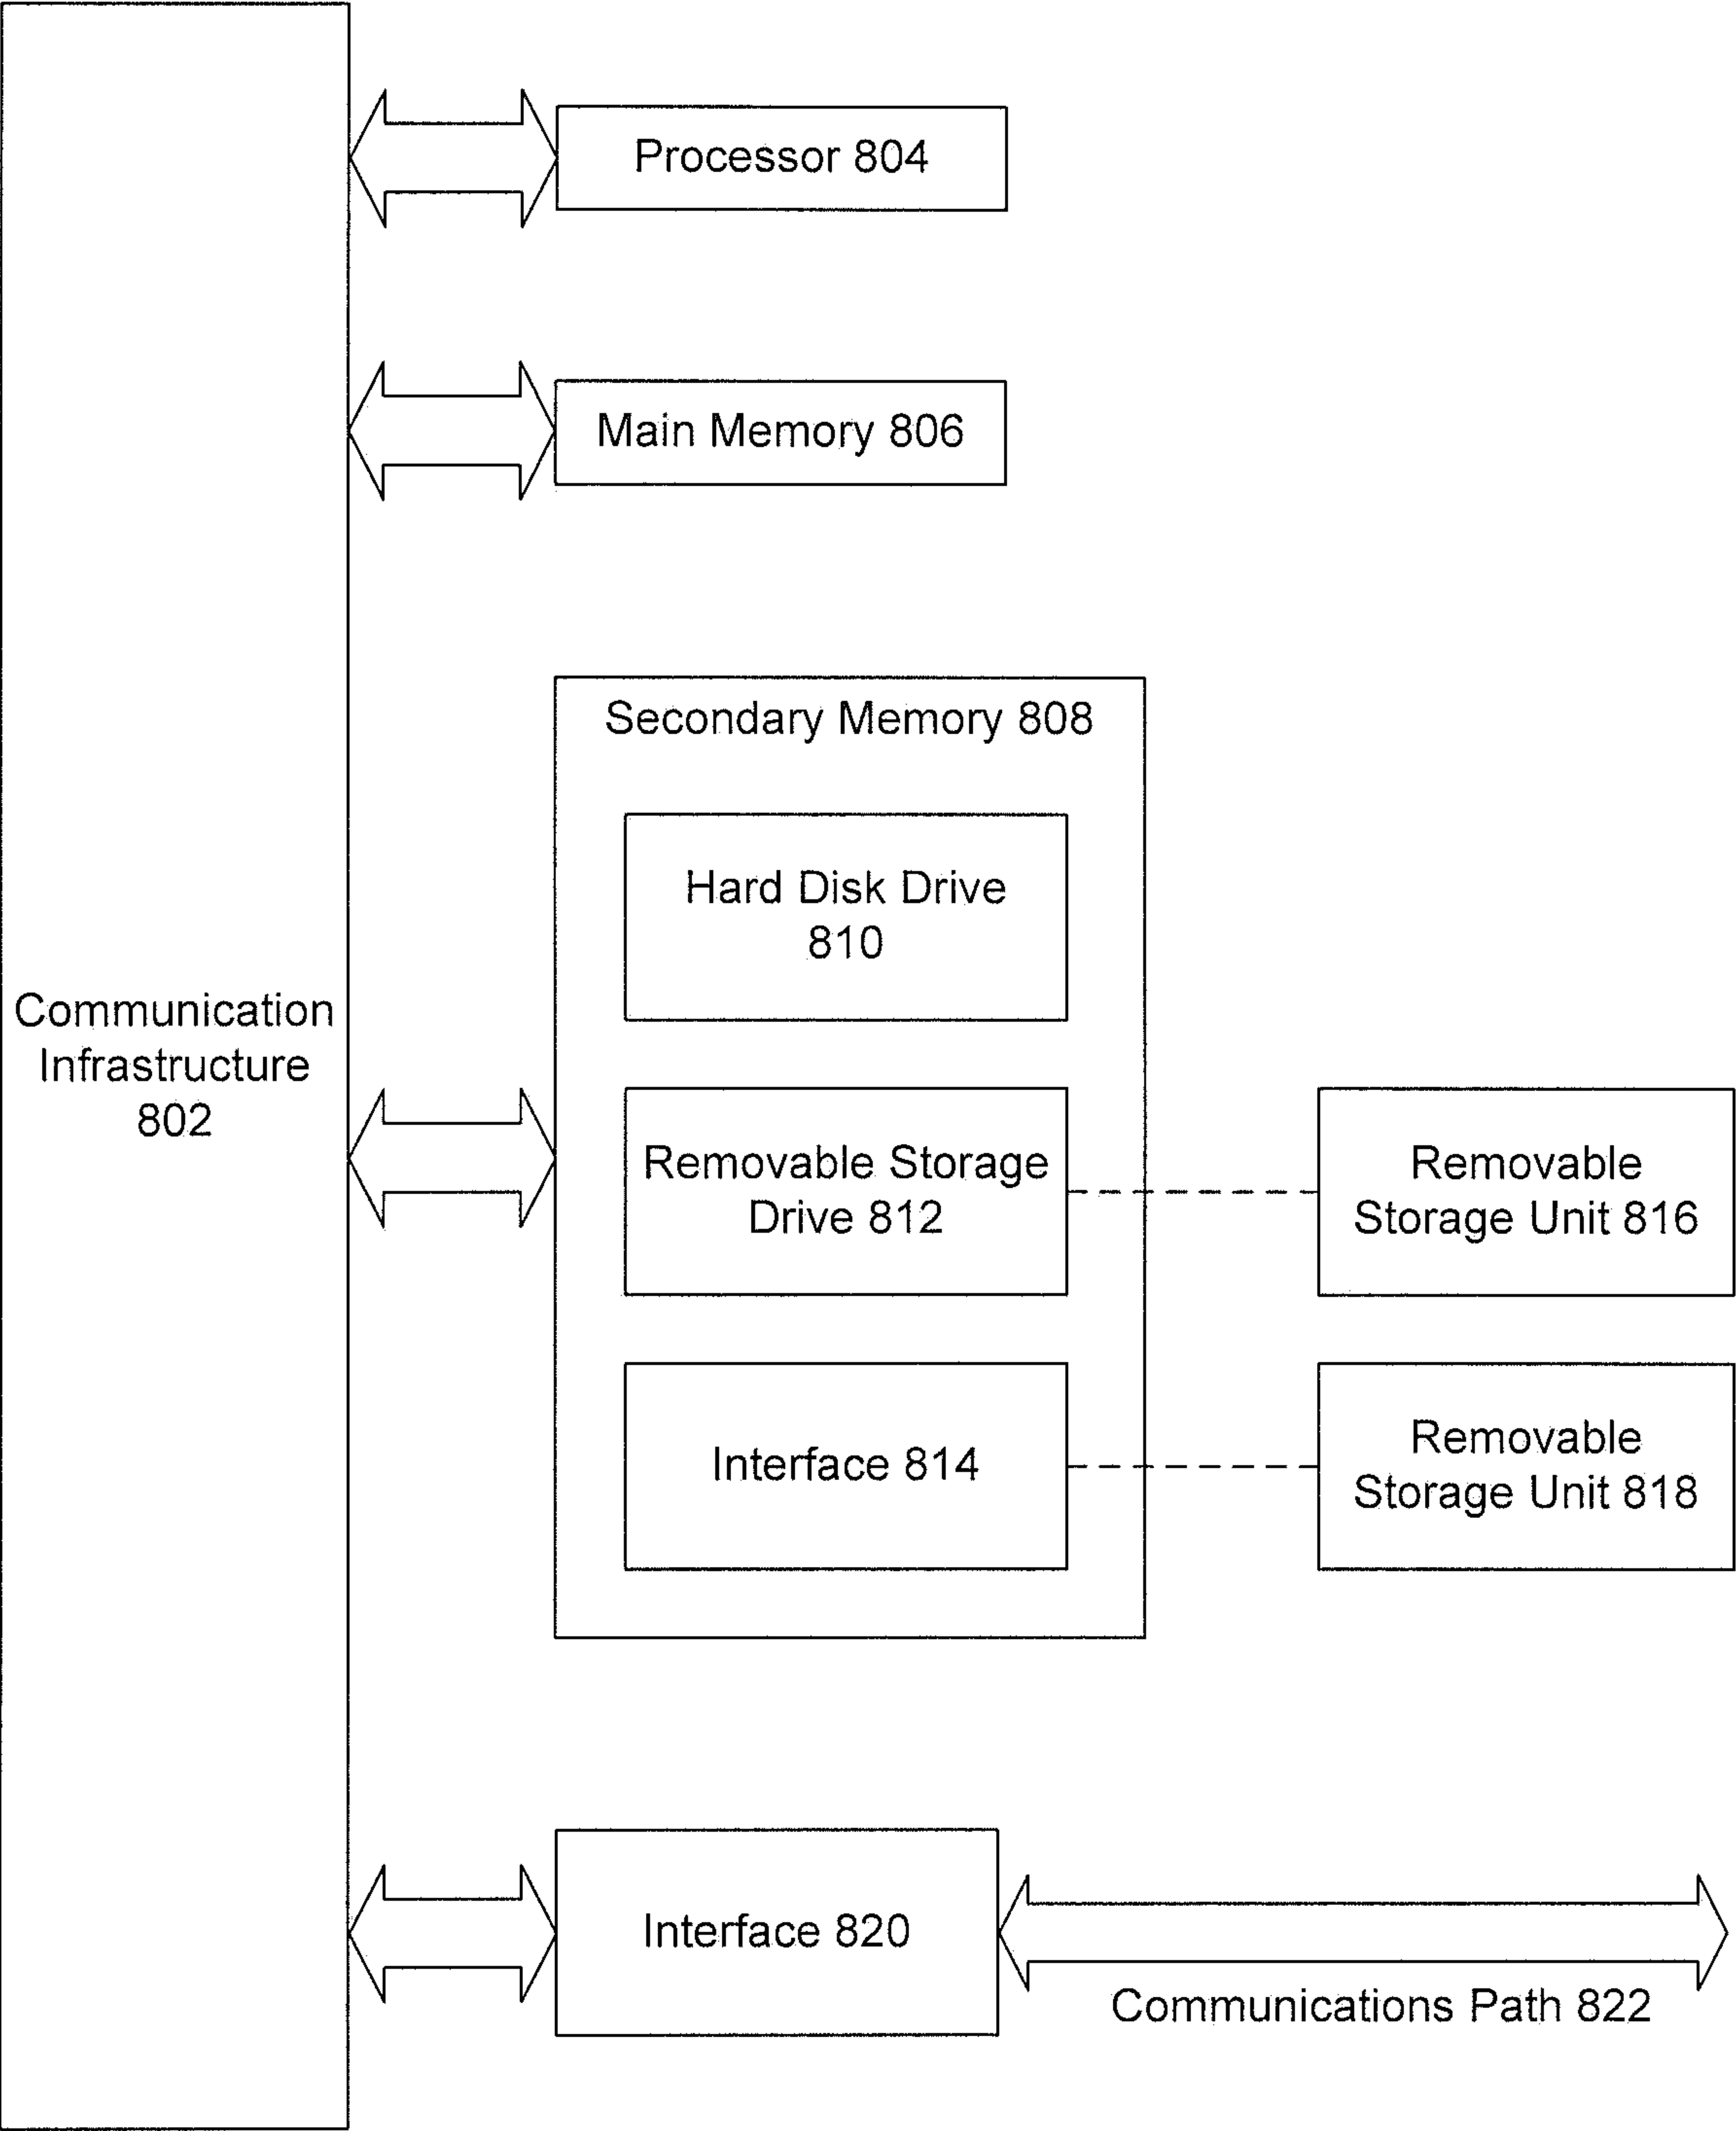 Processor 804
Main Memory 806
Secondary Memory 808
Hard Disk Drive
810
Communication
Infrastructure
802
Removable Storage
Drive 812
Removable
Storage Unit 816
Interface 814
Removable
Storage Unit 818
Interface 820
Communications Path 822